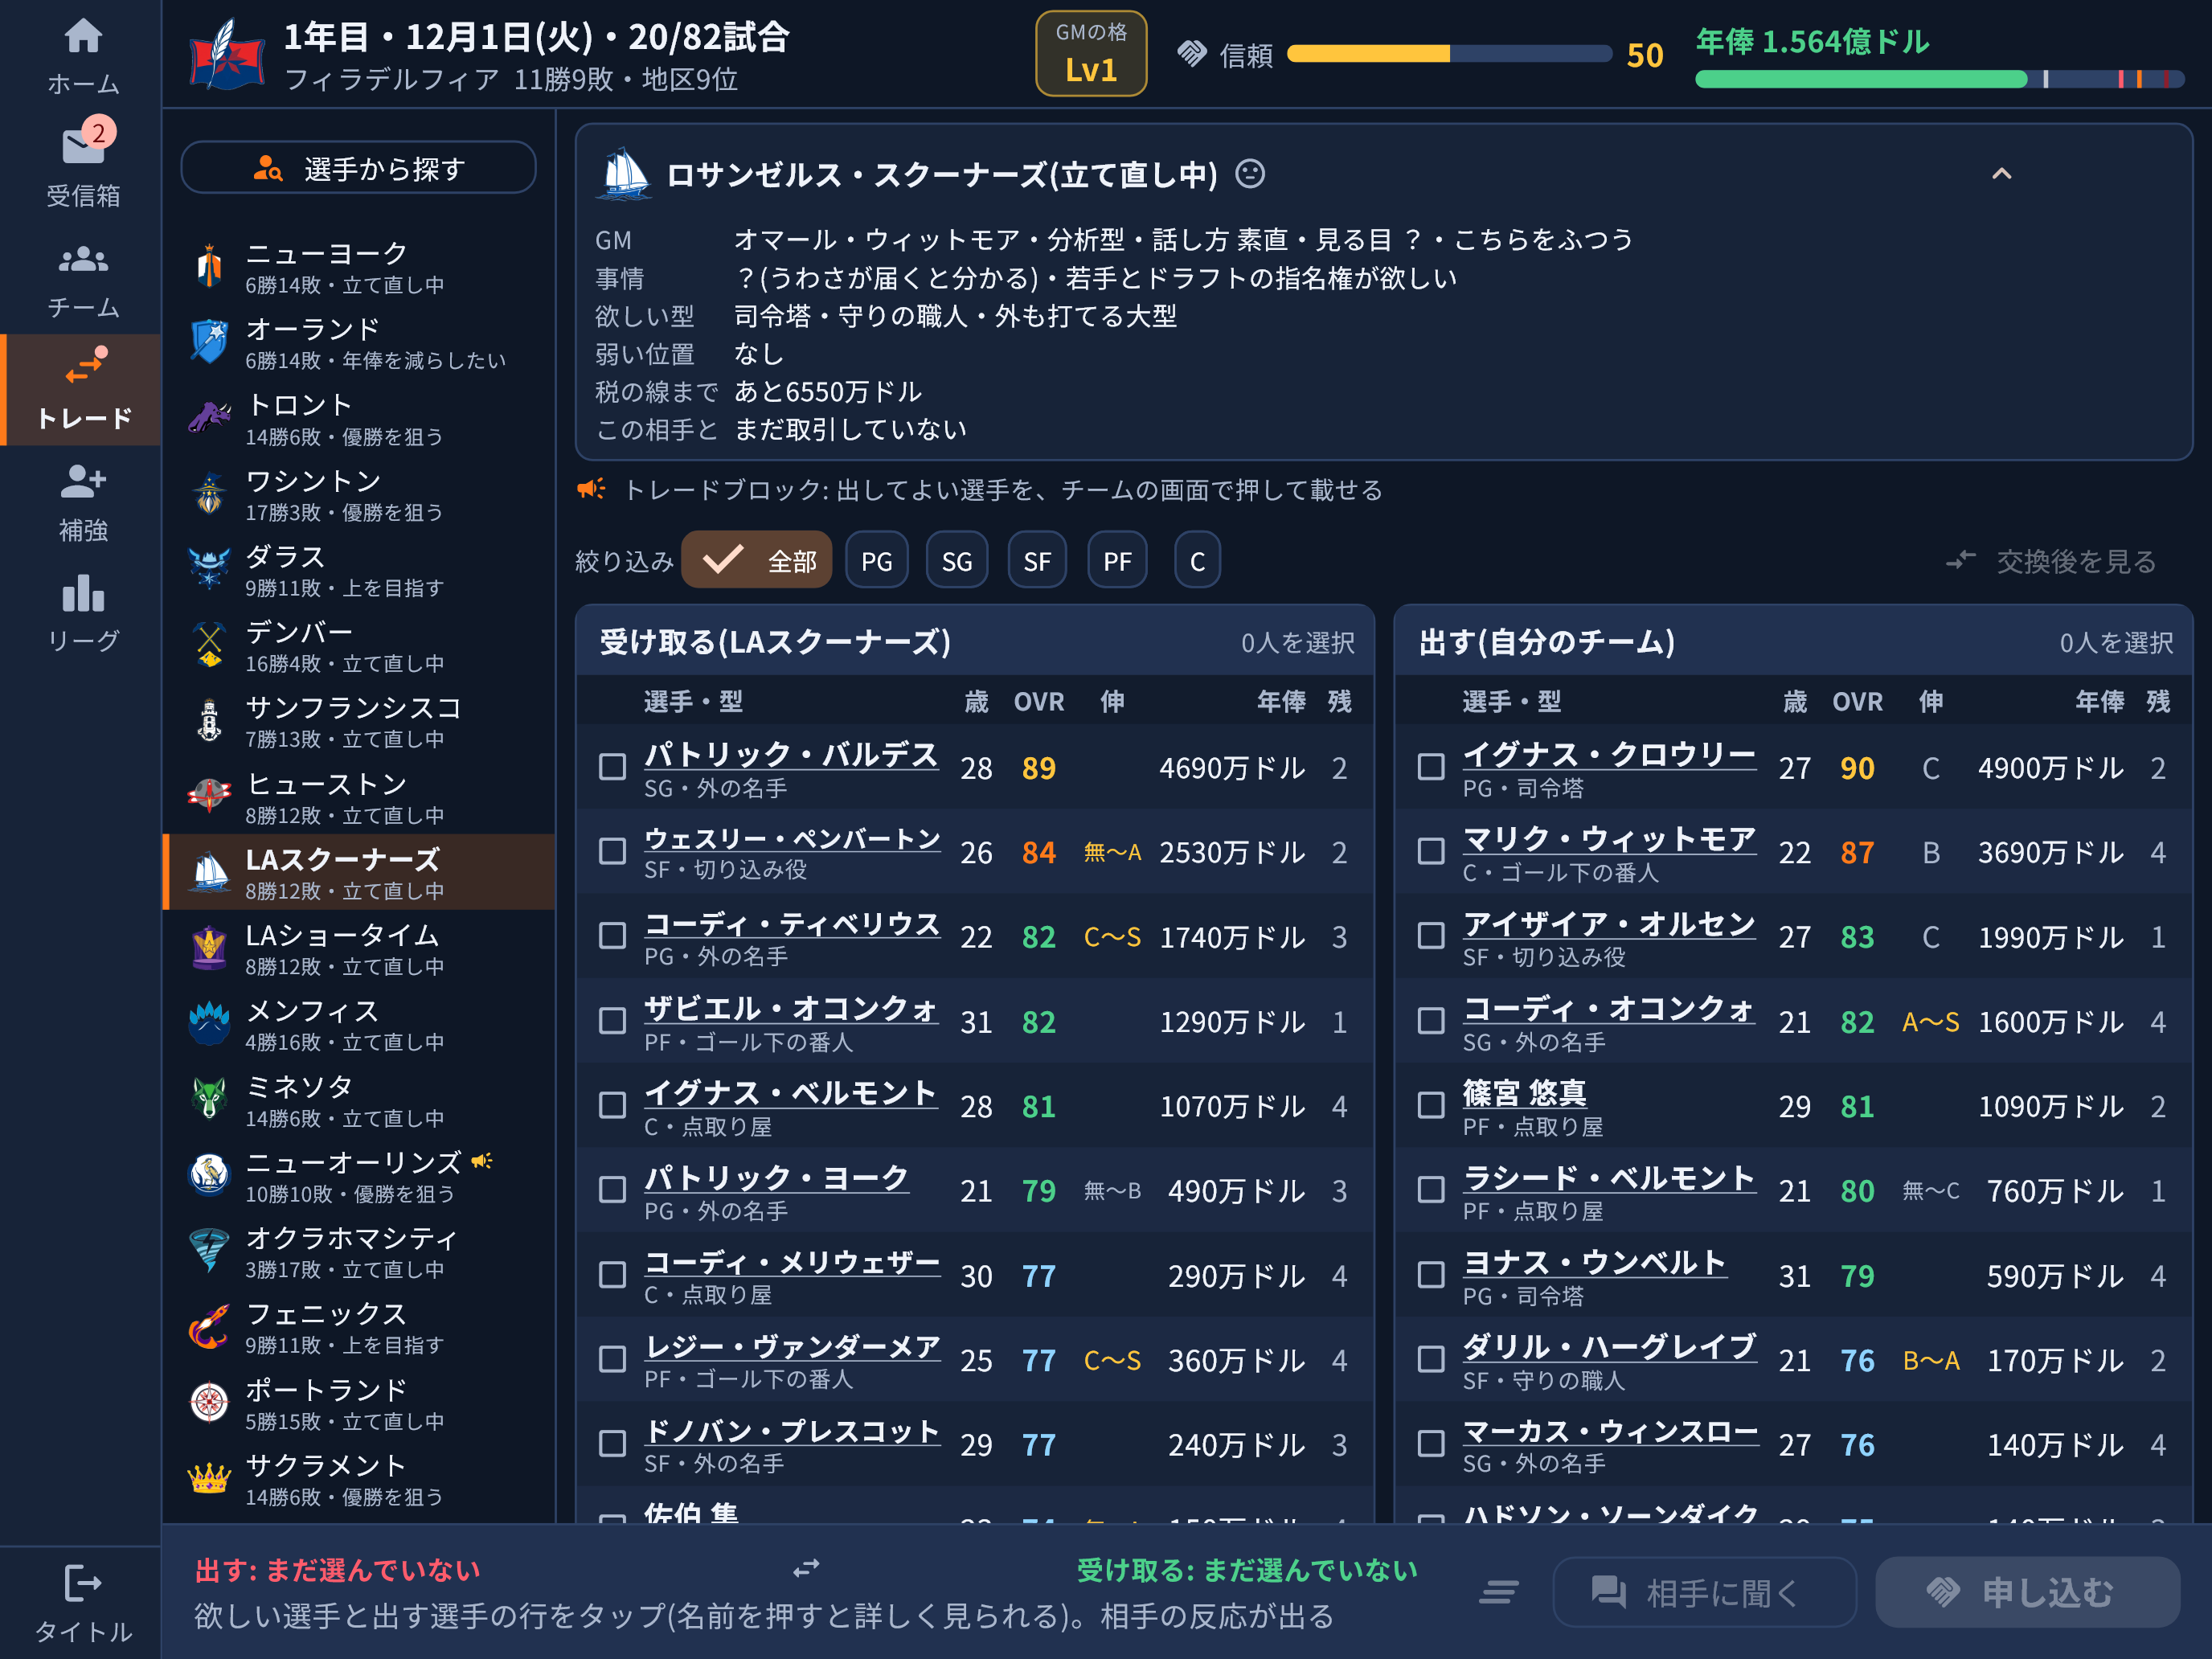 ホーム
2
受信箱
チーム
トレード
補強
リーグ
タイトル
1年目・12月1日(火)・20/82試合
フィラデルフィア 11勝9敗・地区9位
GMの格
Lv1
信頼
50
年俸 1.564億ドル
選手から探す
ニューヨーク
6勝14敗・立て直し中
オーランド
6勝14敗・年俸を減らしたい
トロント
14勝6敗・優勝を狙う
ワシントン
17勝3敗・優勝を狙う
ダラス
9勝11敗・上を目指す
デンバー
16勝4敗・立て直し中
サンフランシスコ
7勝13敗・立て直し中
ヒューストン
8勝12敗・立て直し中
LAスクーナーズ
8勝12敗・立て直し中
LAショータイム
8勝12敗・立て直し中
メンフィス
4勝16敗・立て直し中
ミネソタ
14勝6敗・立て直し中
ニューオーリンズ
10勝10敗・優勝を狙う
オクラホマシティ
3勝17敗・立て直し中
フェニックス
9勝11敗・上を目指す
ポートランド
5勝15敗・立て直し中
サクラメント
14勝6敗・優勝を狙う
ロサンゼルス・スクーナーズ(立て直し中)
GM オマール・ウィットモア・分析型・話し方 素直・見る目 ？・こちらをふつう
事情 ？(うわさが届くと分かる)・若手とドラフトの指名権が欲しい
欲しい型 司令塔・守りの職人・外も打てる大型
弱い位置 なし
税の線まで あと6550万ドル
この相手と まだ取引していない
トレードブロック: 出してよい選手を、チームの画面で押して載せる
絞り込み 全部 PG SG SF PF C
交換後を見る
受け取る(LAスクーナーズ) 0人を選択
選手・型 歳 OVR 伸 年俸 残
パトリック・バルデス 28 89 4690万ドル 2
SG・外の名手
ウェスリー・ペンバートン 26 84 無〜A 2530万ドル 2
SF・切り込み役
コーディ・ティベリウス 22 82 C〜S 1740万ドル 3
PG・外の名手
ザビエル・オコンクォ 31 82 1290万ドル 1
PF・ゴール下の番人
イグナス・ベルモント 28 81 1070万ドル 4
C・点取り屋
パトリック・ヨーク 21 79 無〜B 490万ドル 3
PG・外の名手
コーディ・メリウェザー 30 77 290万ドル 4
C・点取り屋
レジー・ヴァンダーメア 25 77 C〜S 360万ドル 4
PF・ゴール下の番人
ドノバン・プレスコット 29 77 240万ドル 3
SF・外の名手
佐伯 隼
出す(自分のチーム) 0人を選択
選手・型 歳 OVR 伸 年俸 残
イグナス・クロウリー 27 90 C 4900万ドル 2
PG・司令塔
マリク・ウィットモア 22 87 B 3690万ドル 4
C・ゴール下の番人
アイザイア・オルセン 27 83 C 1990万ドル 1
SF・切り込み役
コーディ・オコンクォ 21 82 A〜S 1600万ドル 4
SG・外の名手
篠宮 悠真 29 81 1090万ドル 2
PF・点取り屋
ラシード・ベルモント 21 80 無〜C 760万ドル 1
PF・点取り屋
ヨナス・ウンベルト 31 79 590万ドル 4
PG・司令塔
ダリル・ハーグレイブ 21 76 B〜A 170万ドル 2
SF・守りの職人
マーカス・ウィンスロー 27 76 140万ドル 4
SG・外の名手
ハドソン・ソーンダイク
出す: まだ選んでいない
受け取る: まだ選んでいない
欲しい選手と出す選手の行をタップ(名前を押すと詳しく見られる)。相手の反応が出る
相手に聞く
申し込む